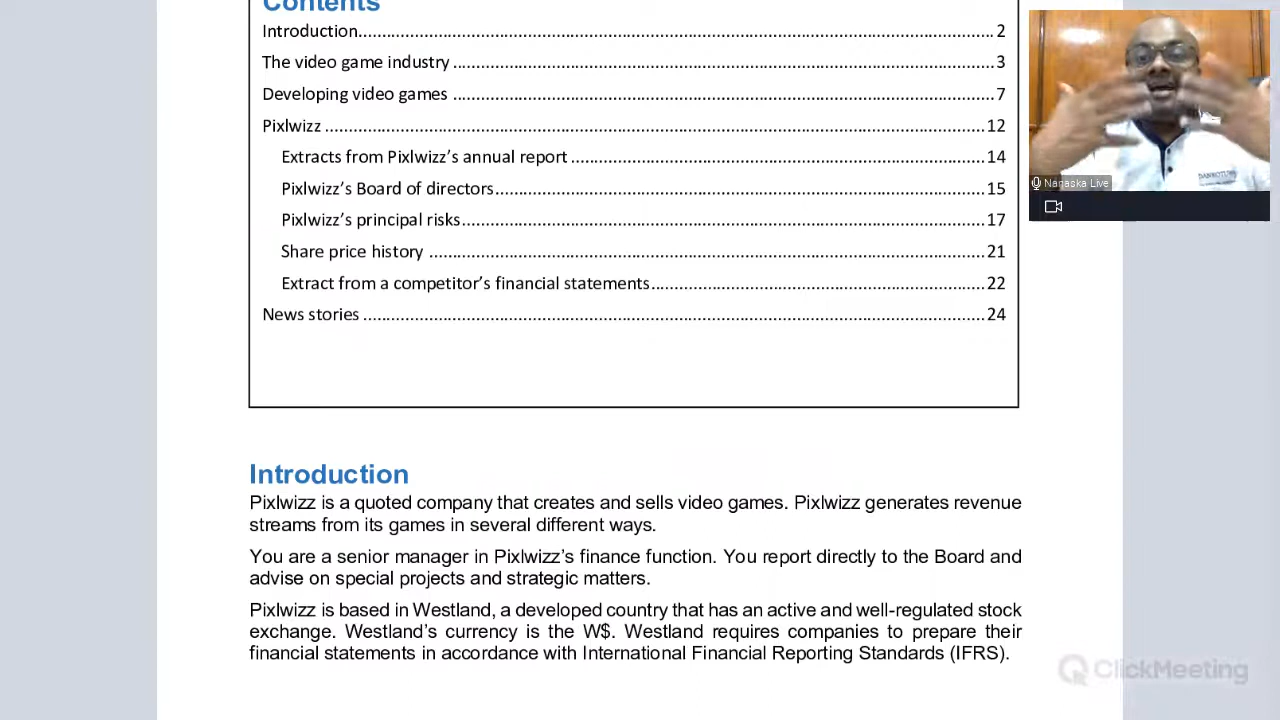 Contents
Introduction.......... 2
The video game industry .......... 3
Developing video games .......... 7
Pixlwizz .......... 12
Extracts from Pixlwizz's annual report .......... 14
Pixlwizz's Board of directors.......... 15
Pixlwizz's principal risks.......... 17
Share price history .......... 21
Extract from a competitor's financial statements.......... 22
News stories .......... 24
Nanaska Live
Introduction
Pixlwizz is a quoted company that creates and sells video games. Pixlwizz generates revenue
streams from its games in several different ways.
You are a senior manager in Pixlwizz's finance function. You report directly to the Board and
advise on special projects and strategic matters.
Pixlwizz is based in Westland, a developed country that has an active and well-regulated stock
exchange. Westland's currency is the W$. Westland requires companies to prepare their
financial statements in accordance with International Financial Reporting Standards (IFRS).
ClickMeeting